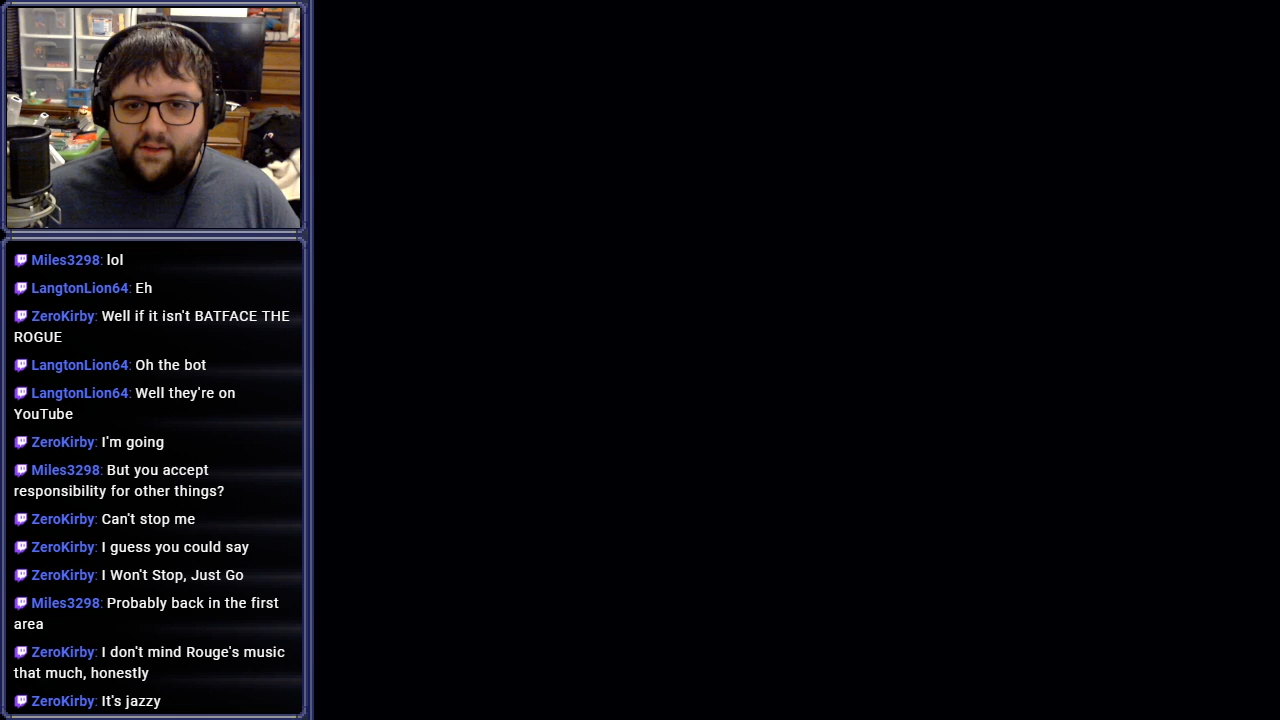 Miles3298: lol
LangtonLion64: Eh
ZeroKirby: Well if it isn't BATFACE THE
ROGUE
LangtonLion64: Oh the bot
LangtonLion64: Well they're on
YouTube
ZeroKirby: I'm going
Miles3298: But you accept
responsibility for other things?
ZeroKirby: Can't stop me
ZeroKirby: I guess you could say
ZeroKirby: I Won't Stop, Just Go
Miles3298: Probably back in the first
area
ZeroKirby: I don't mind Rouge's music
that much, honestly
ZeroKirby: It's jazzy